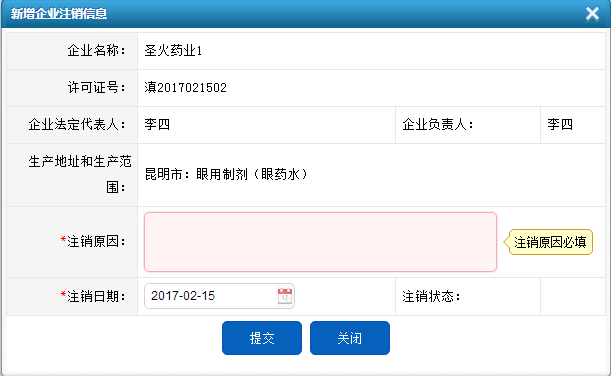 新增企业注销信息
企业名称： 圣火药业1
许可证号： 滇2017021502
企业法定代表人： 李四 企业负责人： 李四
生产地址和生产范
围：
昆明市：眼用制剂（眼药水）
*注销原因： 注销原因必填
*注销日期： 2017-02-15 注销状态：
提交 关闭